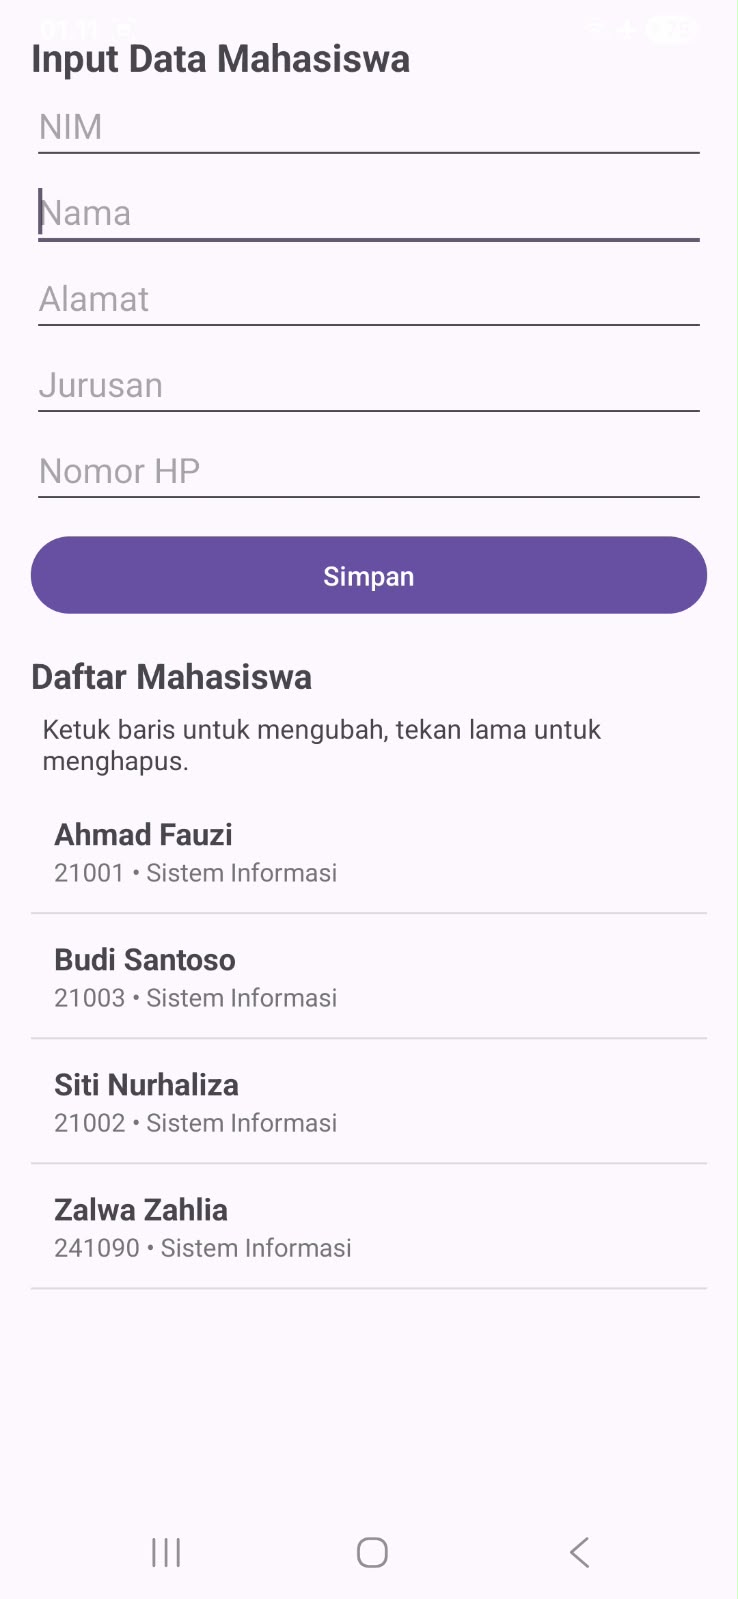 Input Data Mahasiswa
NIM
Nama
Alamat
Jurusan
Nomor HP
Simpan
Daftar Mahasiswa
Ketuk baris untuk mengubah, tekan lama untuk
menghapus.
Ahmad Fauzi
21001 • Sistem Informasi
Budi Santoso
21003 • Sistem Informasi
Siti Nurhaliza
21002 • Sistem Informasi
Zalwa Zahlia
241090 • Sistem Informasi